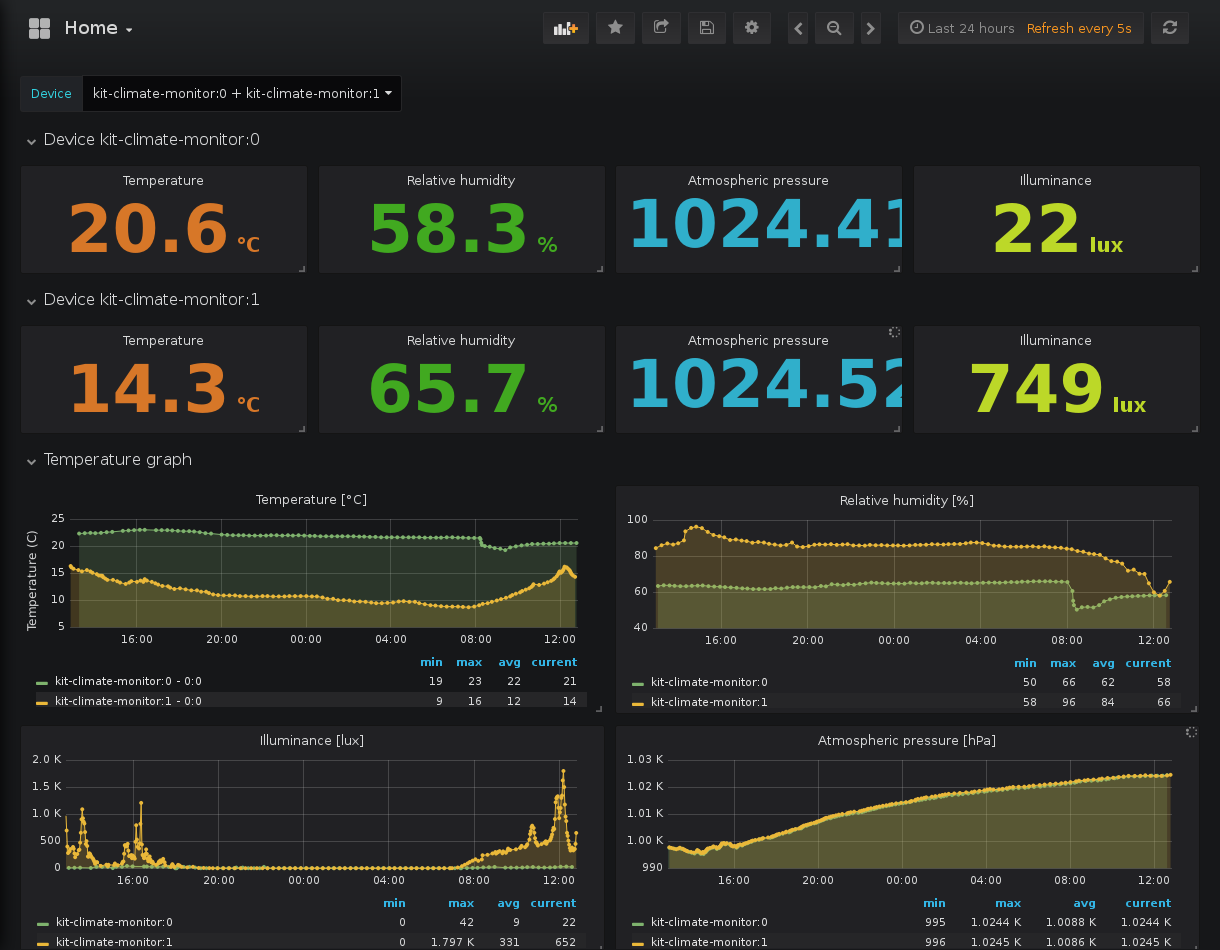 Home
Last 24 hours Refresh every 5s
Device kit-climate-monitor:0 + kit-climate-monitor:1
Device kit-climate-monitor:0
Temperature Relative humidity Atmospheric pressure Illuminance
20.6 °C 58.3 % 1024.41 22 lux
Device kit-climate-monitor:1
Temperature Relative humidity Atmospheric pressure Illuminance
14.3 °C 65.7 % 1024.52 749 lux
Temperature graph
Temperature [°C]
Temperature (C)
25
20
15
10
5
16:00 20:00 00:00 04:00 08:00 12:00
min max avg current
kit-climate-monitor:0 - 0:0 19 23 22 21
kit-climate-monitor:1 - 0:0 9 16 12 14
Relative humidity [%]
100
80
60
40
16:00 20:00 00:00 04:00 08:00 12:00
min max avg current
kit-climate-monitor:0 50 66 62 58
kit-climate-monitor:1 58 96 84 66
Illuminance [lux]
2.0 K
1.5 K
1.0 K
500
0
16:00 20:00 00:00 04:00 08:00 12:00
min max avg current
kit-climate-monitor:0 0 42 9 22
kit-climate-monitor:1 0 1.797 K 331 652
Atmospheric pressure [hPa]
1.03 K
1.02 K
1.01 K
1.00 K
990
16:00 20:00 00:00 04:00 08:00 12:00
min max avg current
kit-climate-monitor:0 995 1.0244 K 1.0088 K 1.0244 K
kit-climate-monitor:1 996 1.0245 K 1.0086 K 1.0245 K